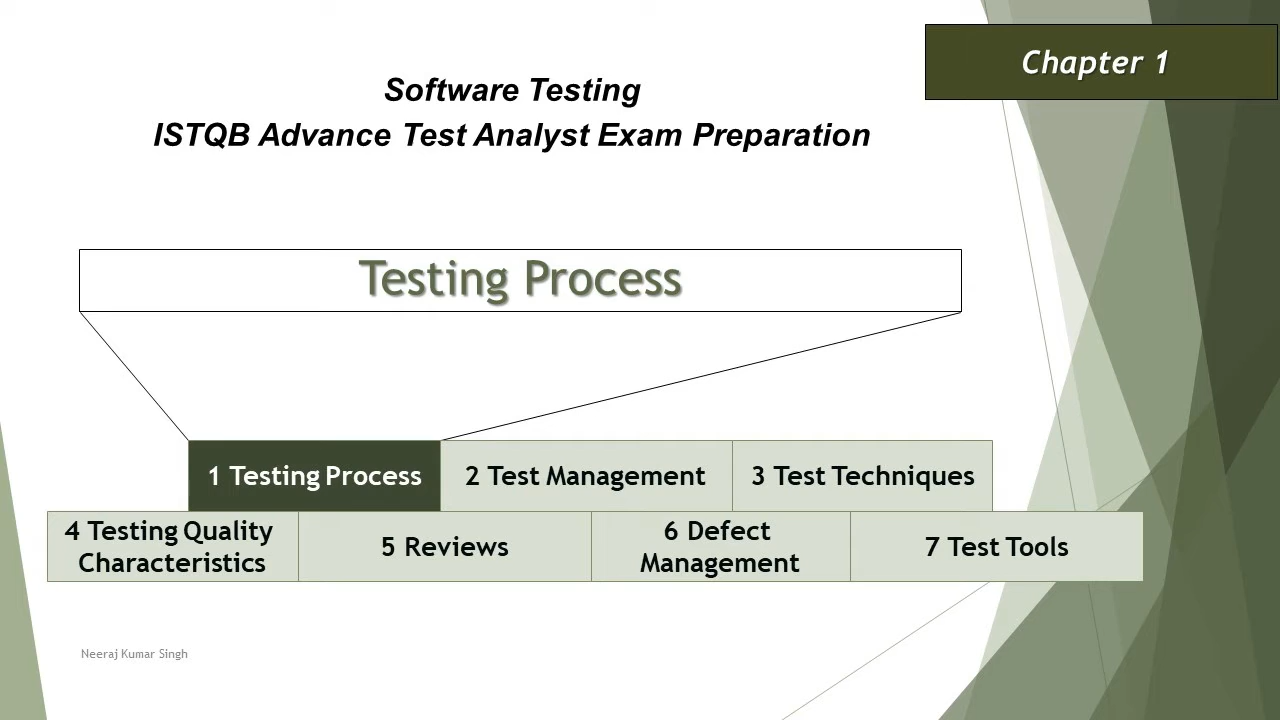 Chapter 1
Software Testing
ISTQB Advance Test Analyst Exam Preparation
Testing Process
1 Testing Process
2 Test Management
3 Test Techniques
4 Testing Quality
Characteristics
5 Reviews
6 Defect
Management
7 Test Tools
Neeraj Kumar Singh